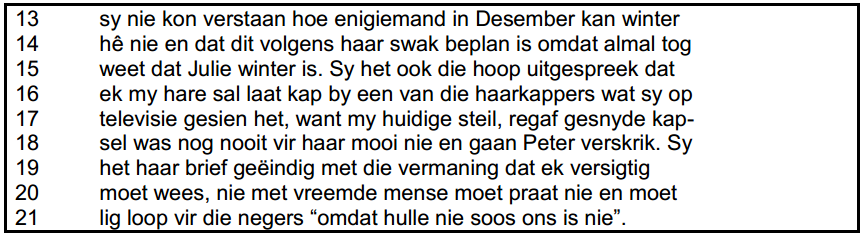 13 sy nie kon verstaan hoe enigiemand in Desember kan winter
14 hê nie en dat dit volgens haar swak beplan is omdat almal tog
15 weet dat Julie winter is. Sy het ook die hoop uitgespreek dat
16 ek my hare sal laat kap by een van die haarkappers wat sy op
17 televisie gesien het, want my huidige steil, regaf gesnyde kap-
18 sel was nog nooit vir haar mooi nie en gaan Peter verskrik. Sy
19 het haar brief geëindig met die vermaning dat ek versigtig
20 moet wees, nie met vreemde mense moet praat nie en moet
21 lig loop vir die negers “omdat hulle nie soos ons is nie”.